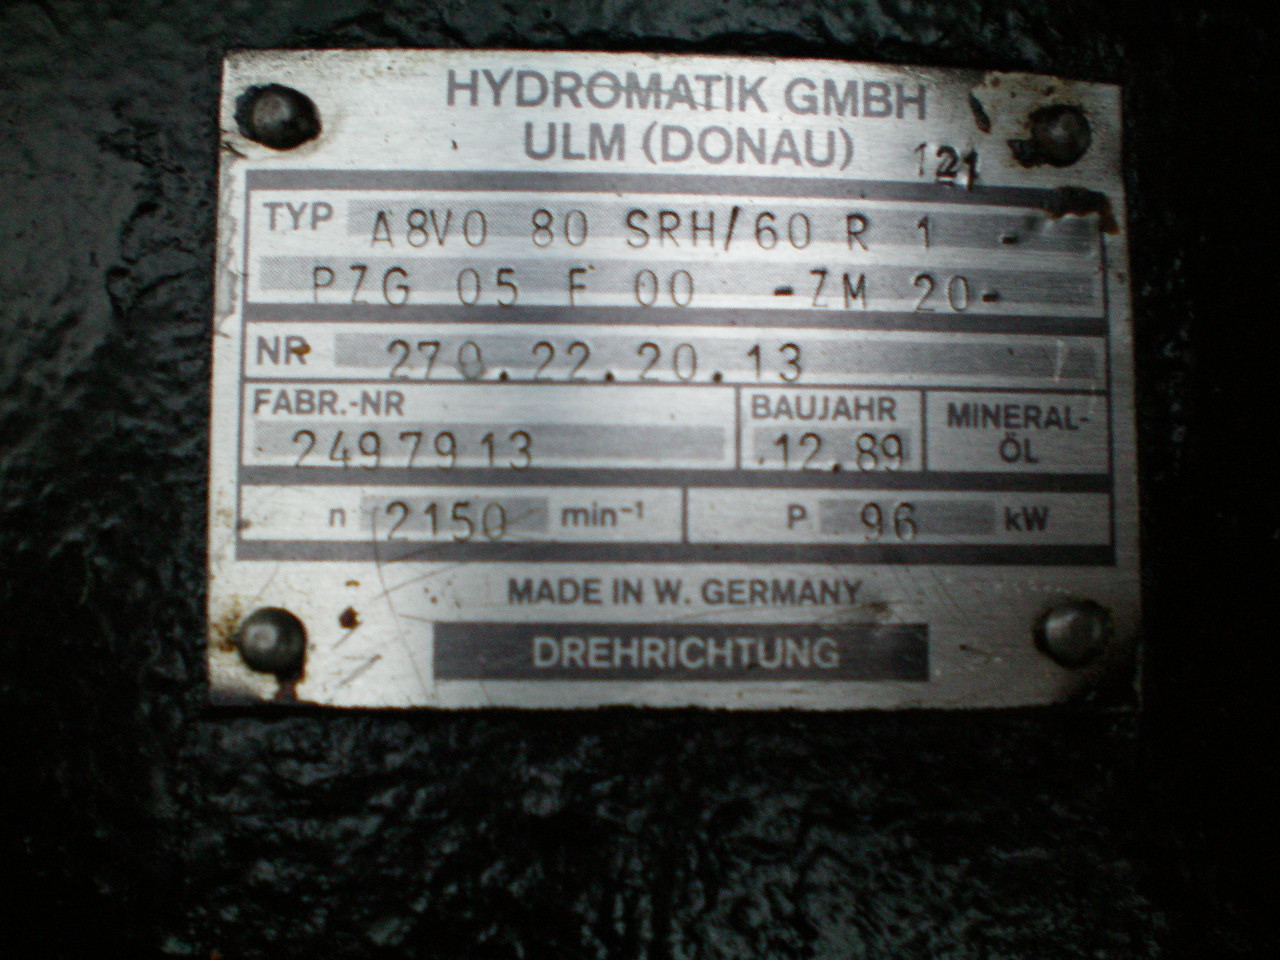 HYDROMATIK GMBH
ULM (DONAU)
121
TYP A8VO 80 SRH/60 R 1 -
PZG 05 F 00 -ZM 20-
NR 270.22.20.13
FABR.-NR BAUJAHR MINERAL-
2497913 .12.89 ÖL
n 2150 min⁻¹ P 96 kW
MADE IN W. GERMANY
DREHRICHTUNG